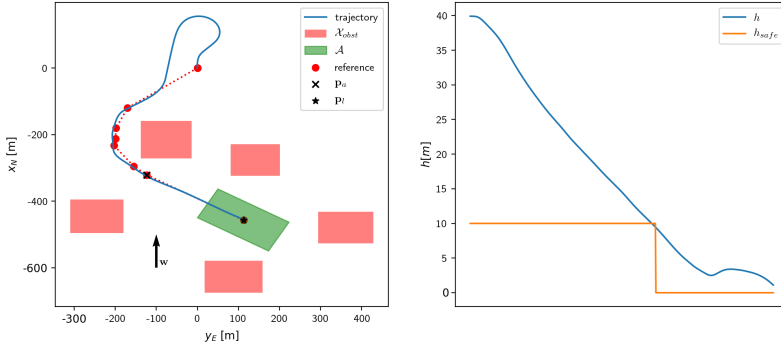 trajectory
𝒳_obst
𝒜
reference
p_a
p_l
0
-200
-400
-600
x_N [m]
w
-300
-200
-100
0
100
200
300
400
y_E [m]
h
h_safe
40
35
30
25
20
15
10
5
0
h[m]